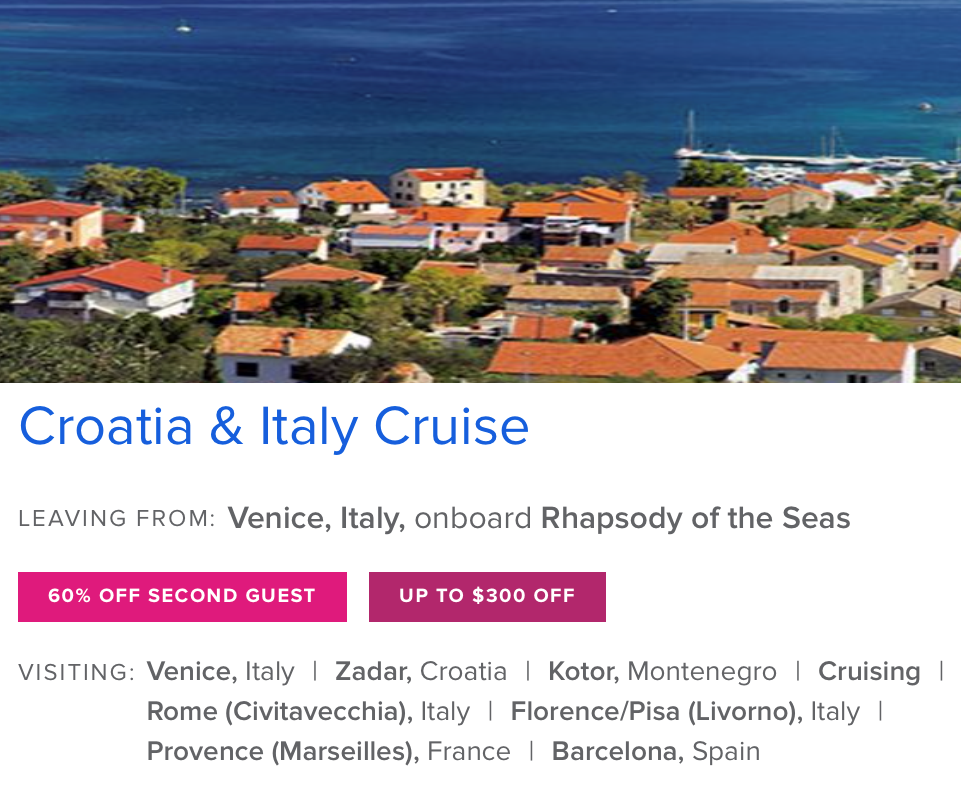 Croatia & Italy Cruise
LEAVING FROM: Venice, Italy, onboard Rhapsody of the Seas
60% OFF SECOND GUEST UP TO $300 OFF
VISITING: Venice, Italy | Zadar, Croatia | Kotor, Montenegro | Cruising |
Rome (Civitavecchia), Italy | Florence/Pisa (Livorno), Italy |
Provence (Marseilles), France | Barcelona, Spain